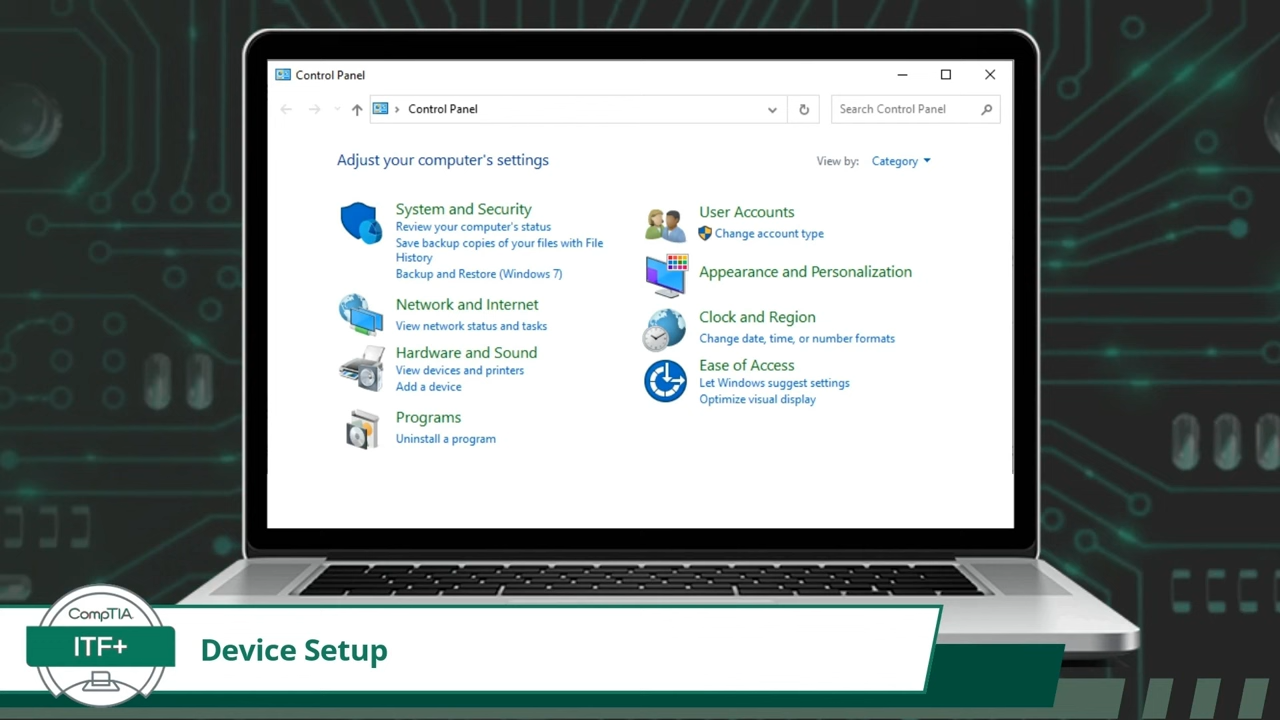 Control Panel
Control Panel
Search Control Panel
Adjust your computer's settings
View by: Category
System and Security
Review your computer's status
Save backup copies of your files with File
History
Backup and Restore (Windows 7)
Network and Internet
View network status and tasks
Hardware and Sound
View devices and printers
Add a device
Programs
Uninstall a program
User Accounts
Change account type
Appearance and Personalization
Clock and Region
Change date, time, or number formats
Ease of Access
Let Windows suggest settings
Optimize visual display
CompTIA
ITF+
Device Setup